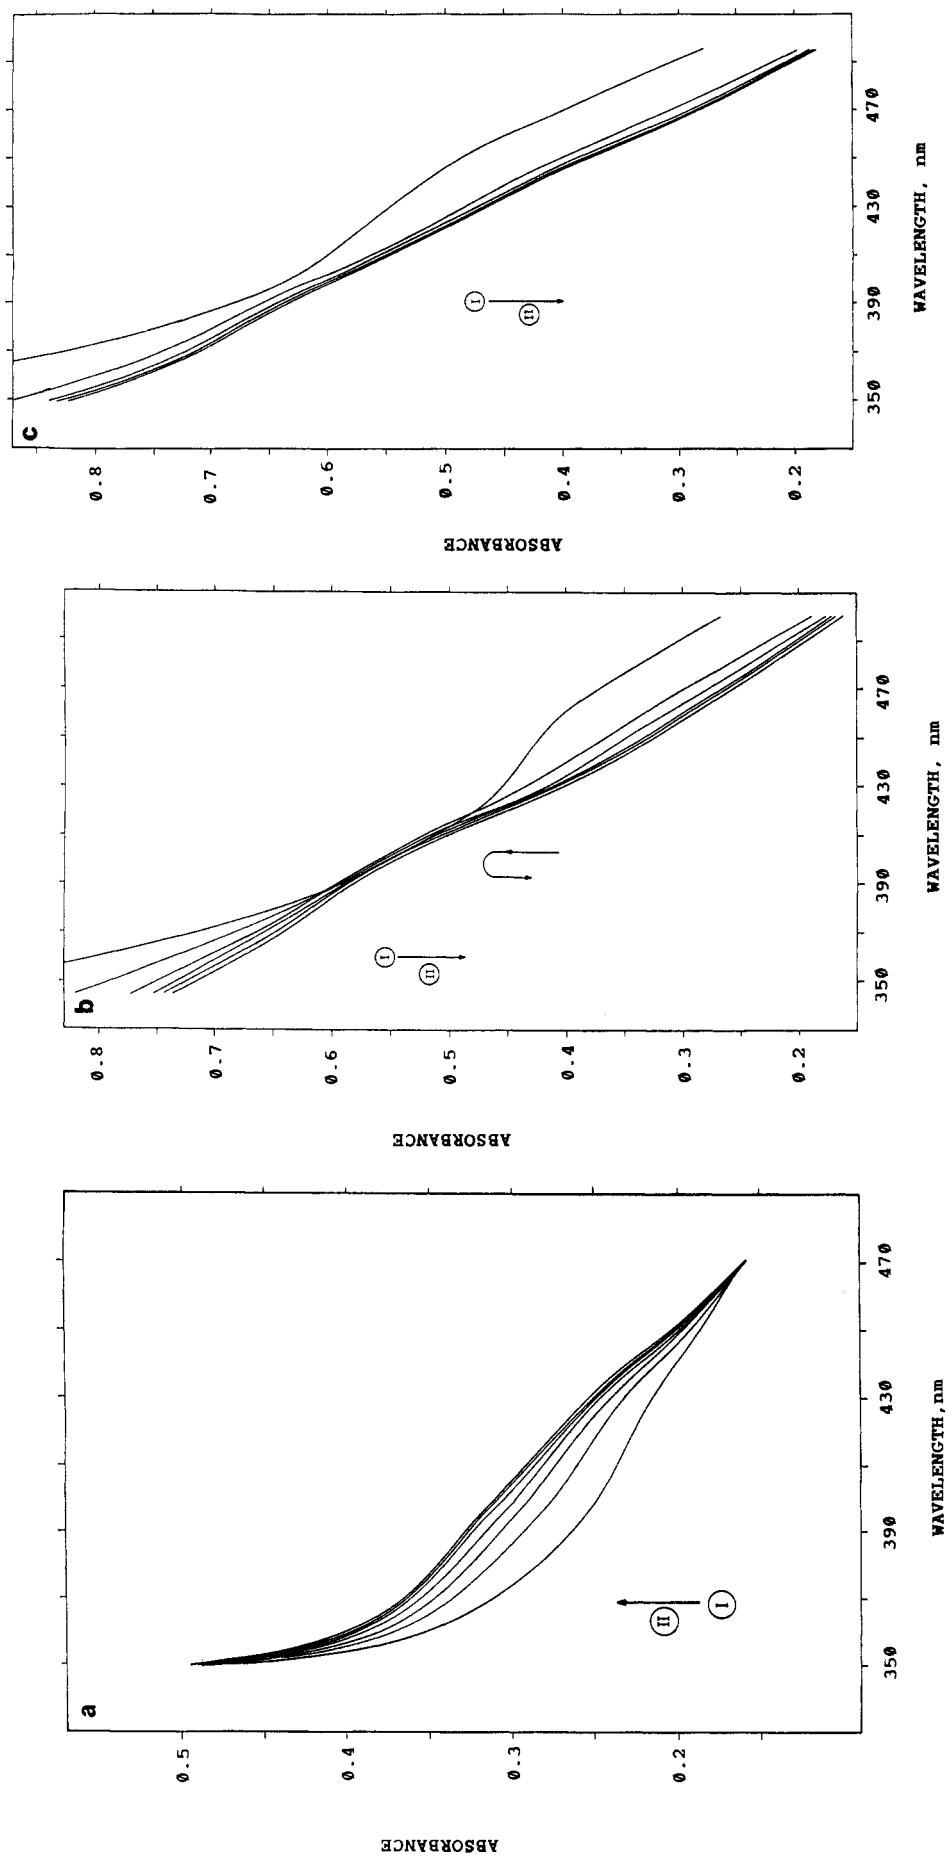 a
ABSORBANCE
0.5
0.4
0.3
0.2
350
390
430
470
WAVELENGTH,nm
II
I
b
ABSORBANCE
0.8
0.7
0.6
0.5
0.4
0.3
0.2
350
390
430
470
WAVELENGTH, nm
I
II
c
ABSORBANCE
0.8
0.7
0.6
0.5
0.4
0.3
0.2
350
390
430
470
WAVELENGTH, nm
I
II